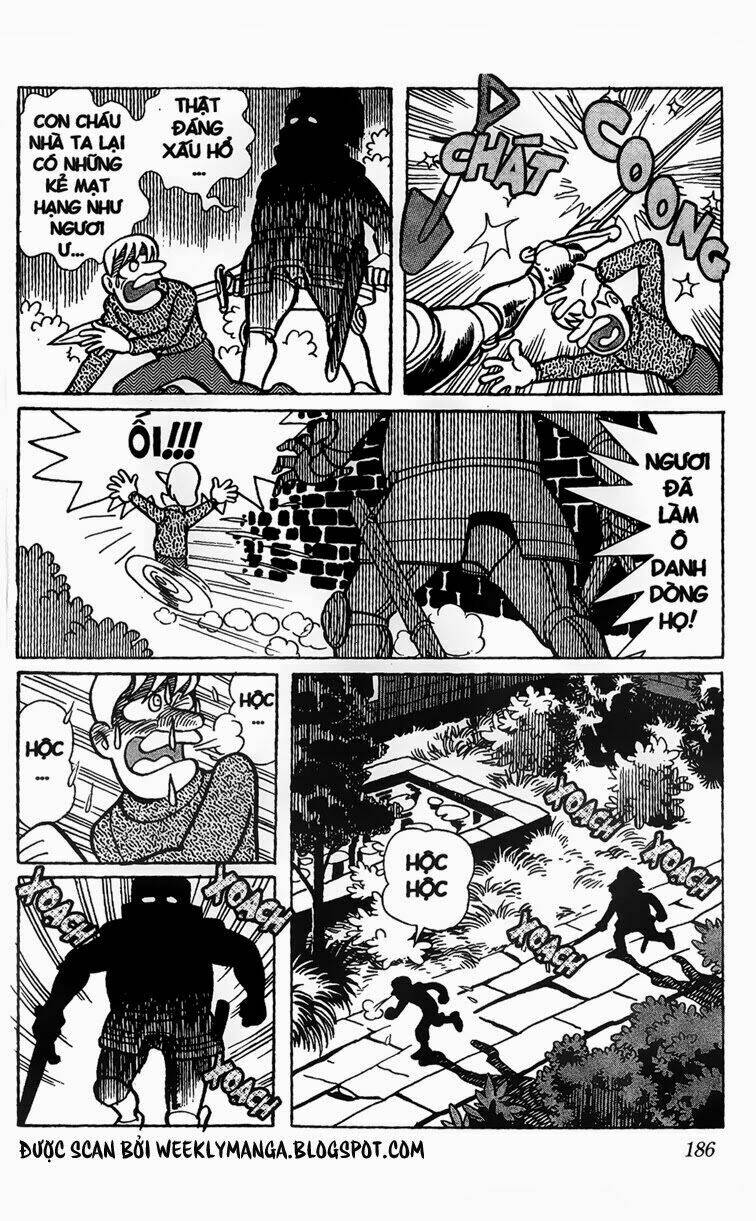 THẬT
ĐÁNG
XẤU HỔ
...
CON CHÁU
NHÀ TA LẠI
CÓ NHỮNG
KẺ MẠT
HẠNG NHƯ
NGƯƠI
Ư...
CHÁT
COONG
ỐI!!!
NGƯƠI
ĐÃ
LÀM
Ô
DANH
DÒNG
HỌ!
HỘC
...
HỘC
...
XOẠCH
XOẠCH
XOẠCH
HỘC
HỘC
XOẠCH
XOẠCH
XOẠCH
ĐƯỢC SCAN BỞI WEEKLYMANGA.BLOGSPOT.COM
186